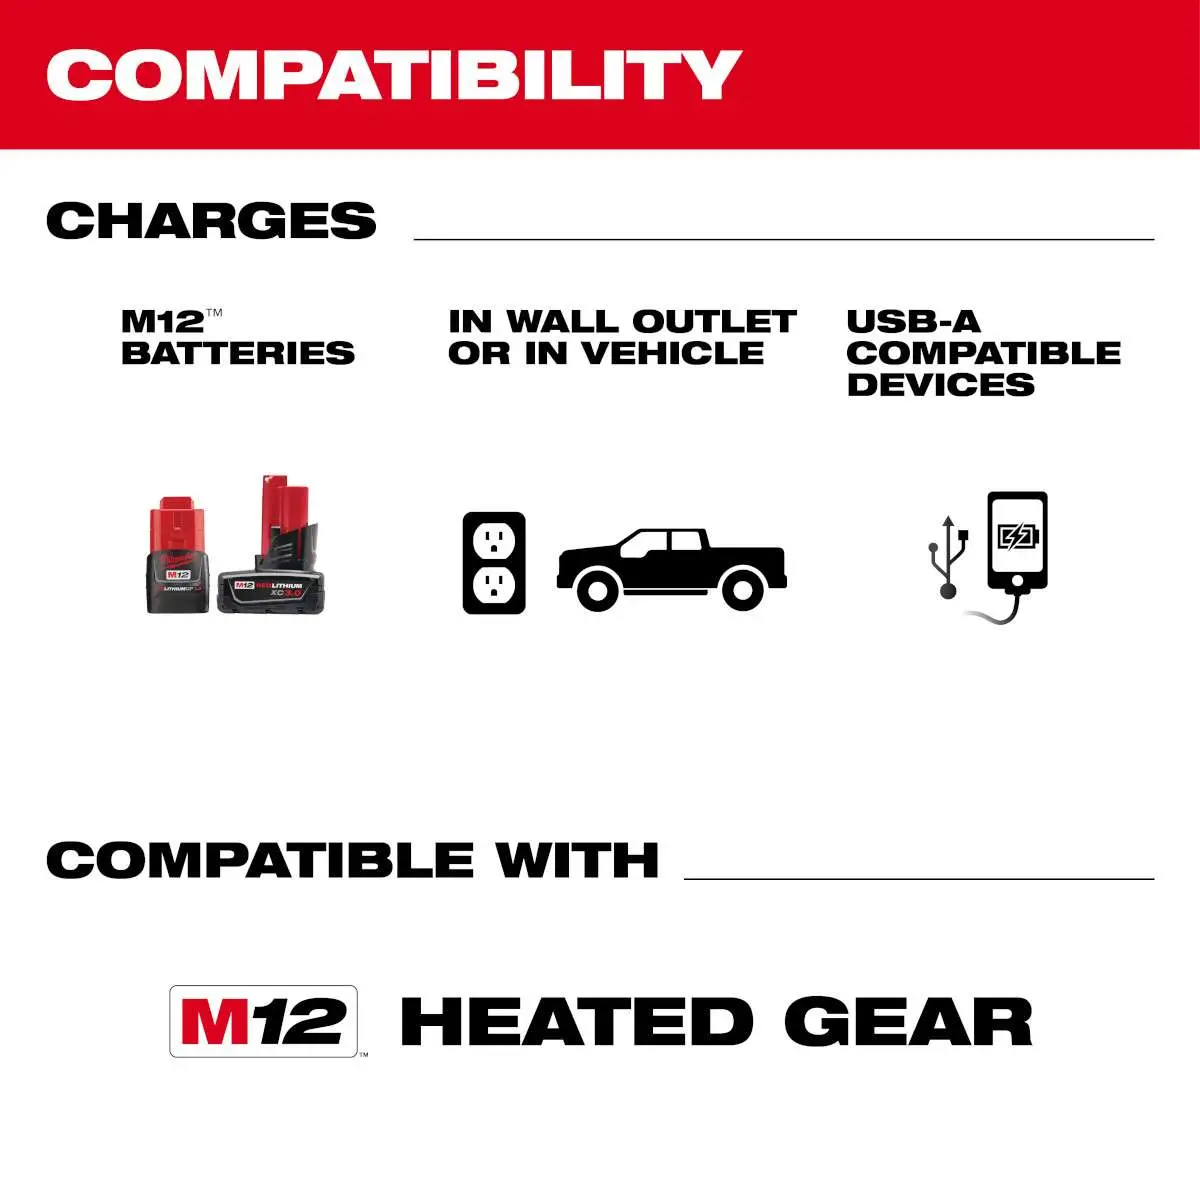 COMPATIBILITY
CHARGES
M12™
BATTERIES
IN WALL OUTLET
OR IN VEHICLE
USB-A
COMPATIBLE
DEVICES
Milwaukee
M12
M12 REDLITHIUM
XC3.0
COMPATIBLE WITH
M12™ HEATED GEAR